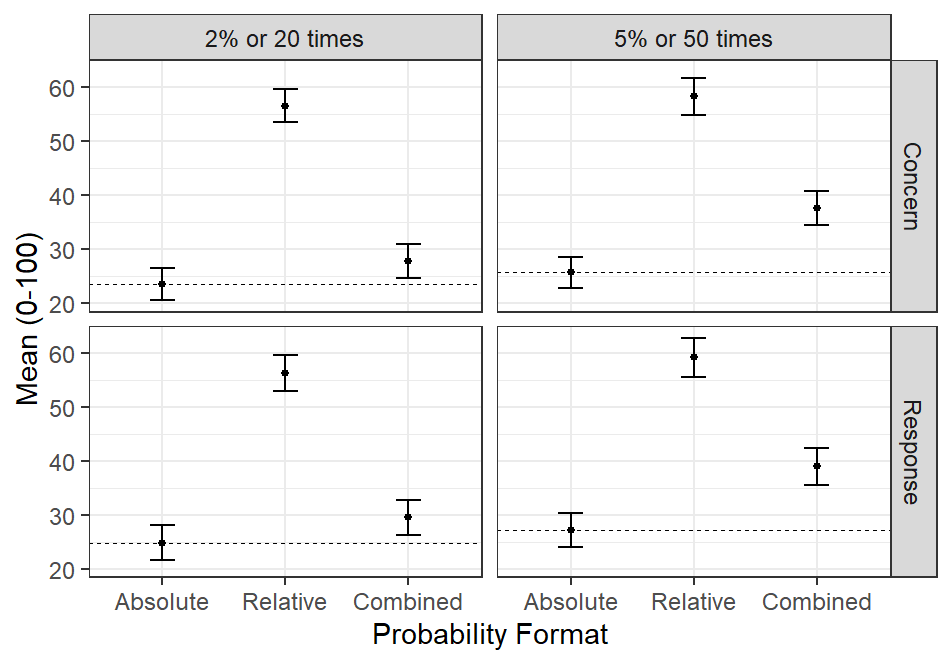 2% or 20 times
5% or 50 times
Mean (0-100)
60
50
40
30
20
Concern
60
50
40
30
20
Response
Absolute Relative Combined
Absolute Relative Combined
Probability Format